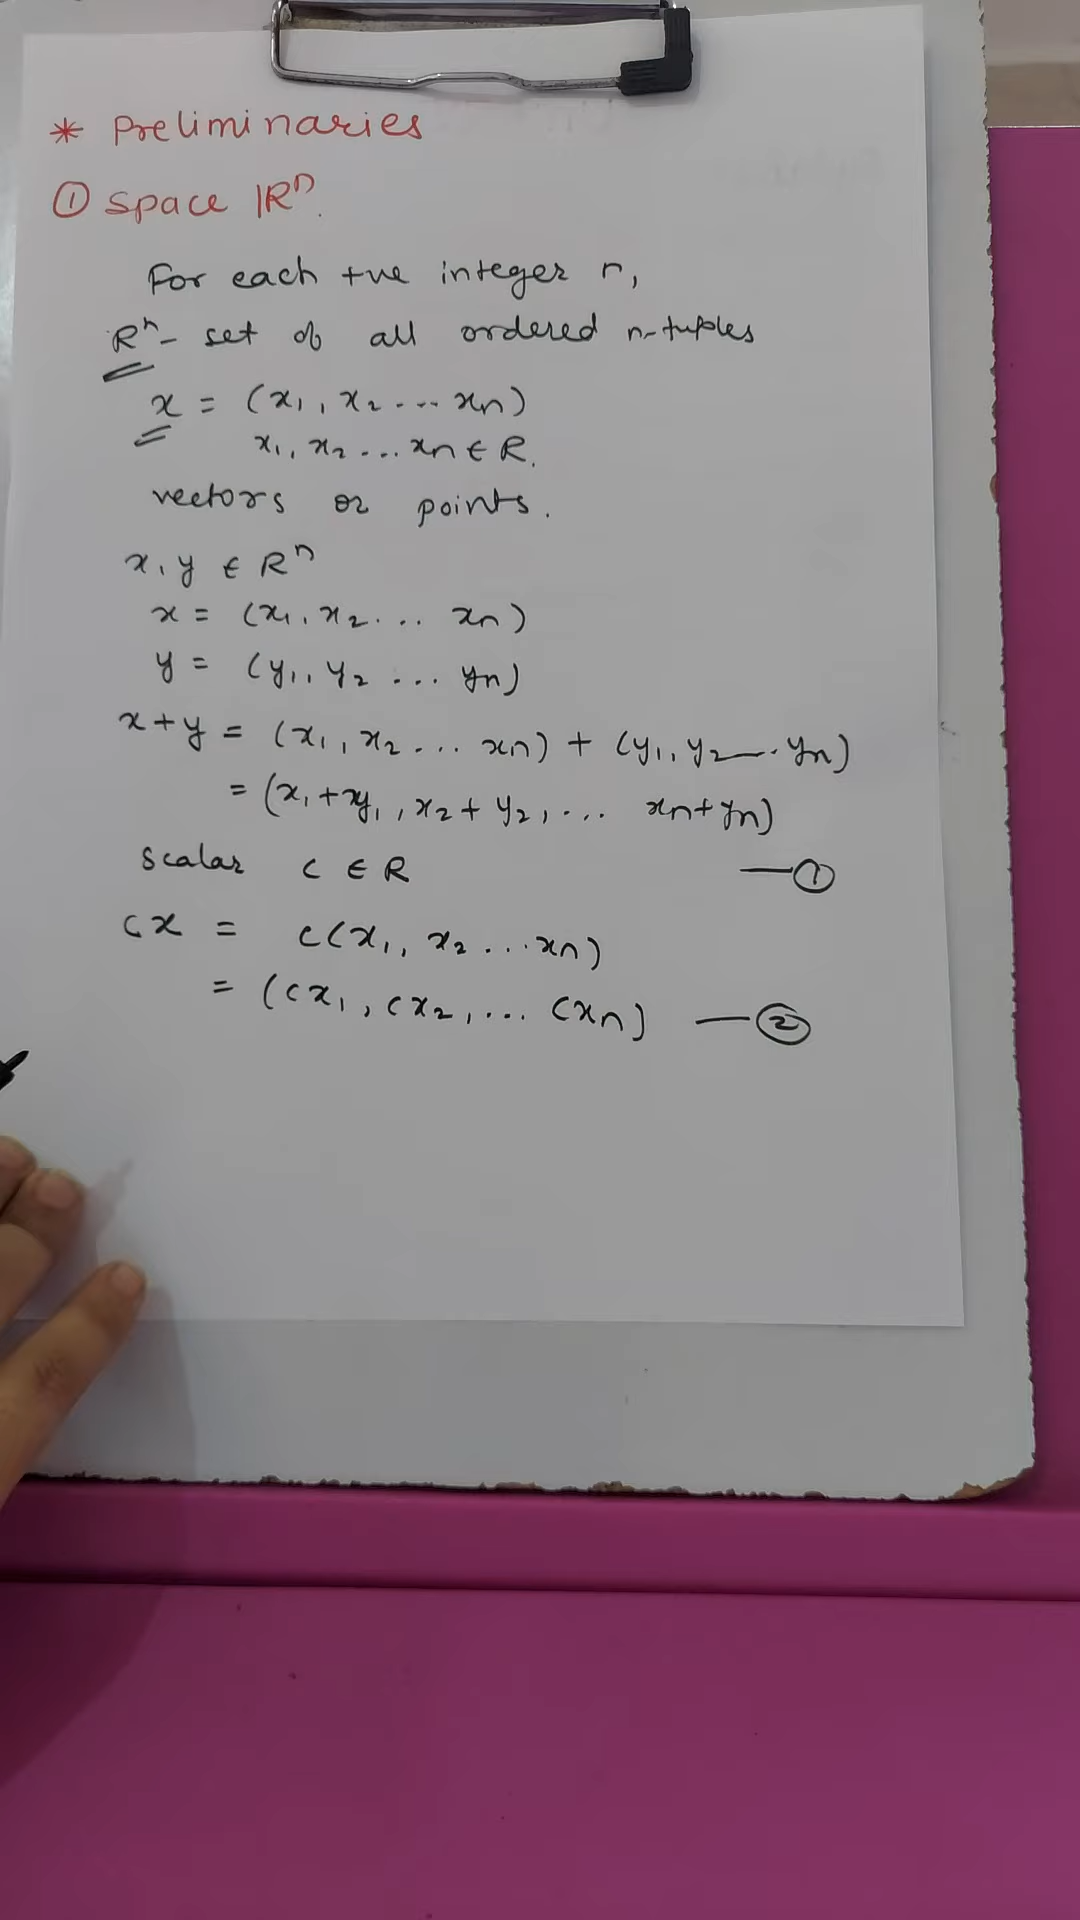 * Preliminaries
① Space ℝⁿ.
For each +ve integer n,
Rⁿ - set of all ordered n-tuples
x = (x₁, x₂ ... xn)
x₁, x₂ ... xn ∈ R.
vectors or points.
x, y ∈ Rⁿ
x = (x₁, x₂ ... xn)
y = (y₁, y₂ ... yn)
x+y = (x₁, x₂ ... xn) + (y₁, y₂ —.. yn)
= (x₁+y₁, x₂+y₂, ... xn+yn)
scalar c ∈ R —①
cx = c(x₁, x₂ ... xn)
= (cx₁, cx₂, ... cxn) —②